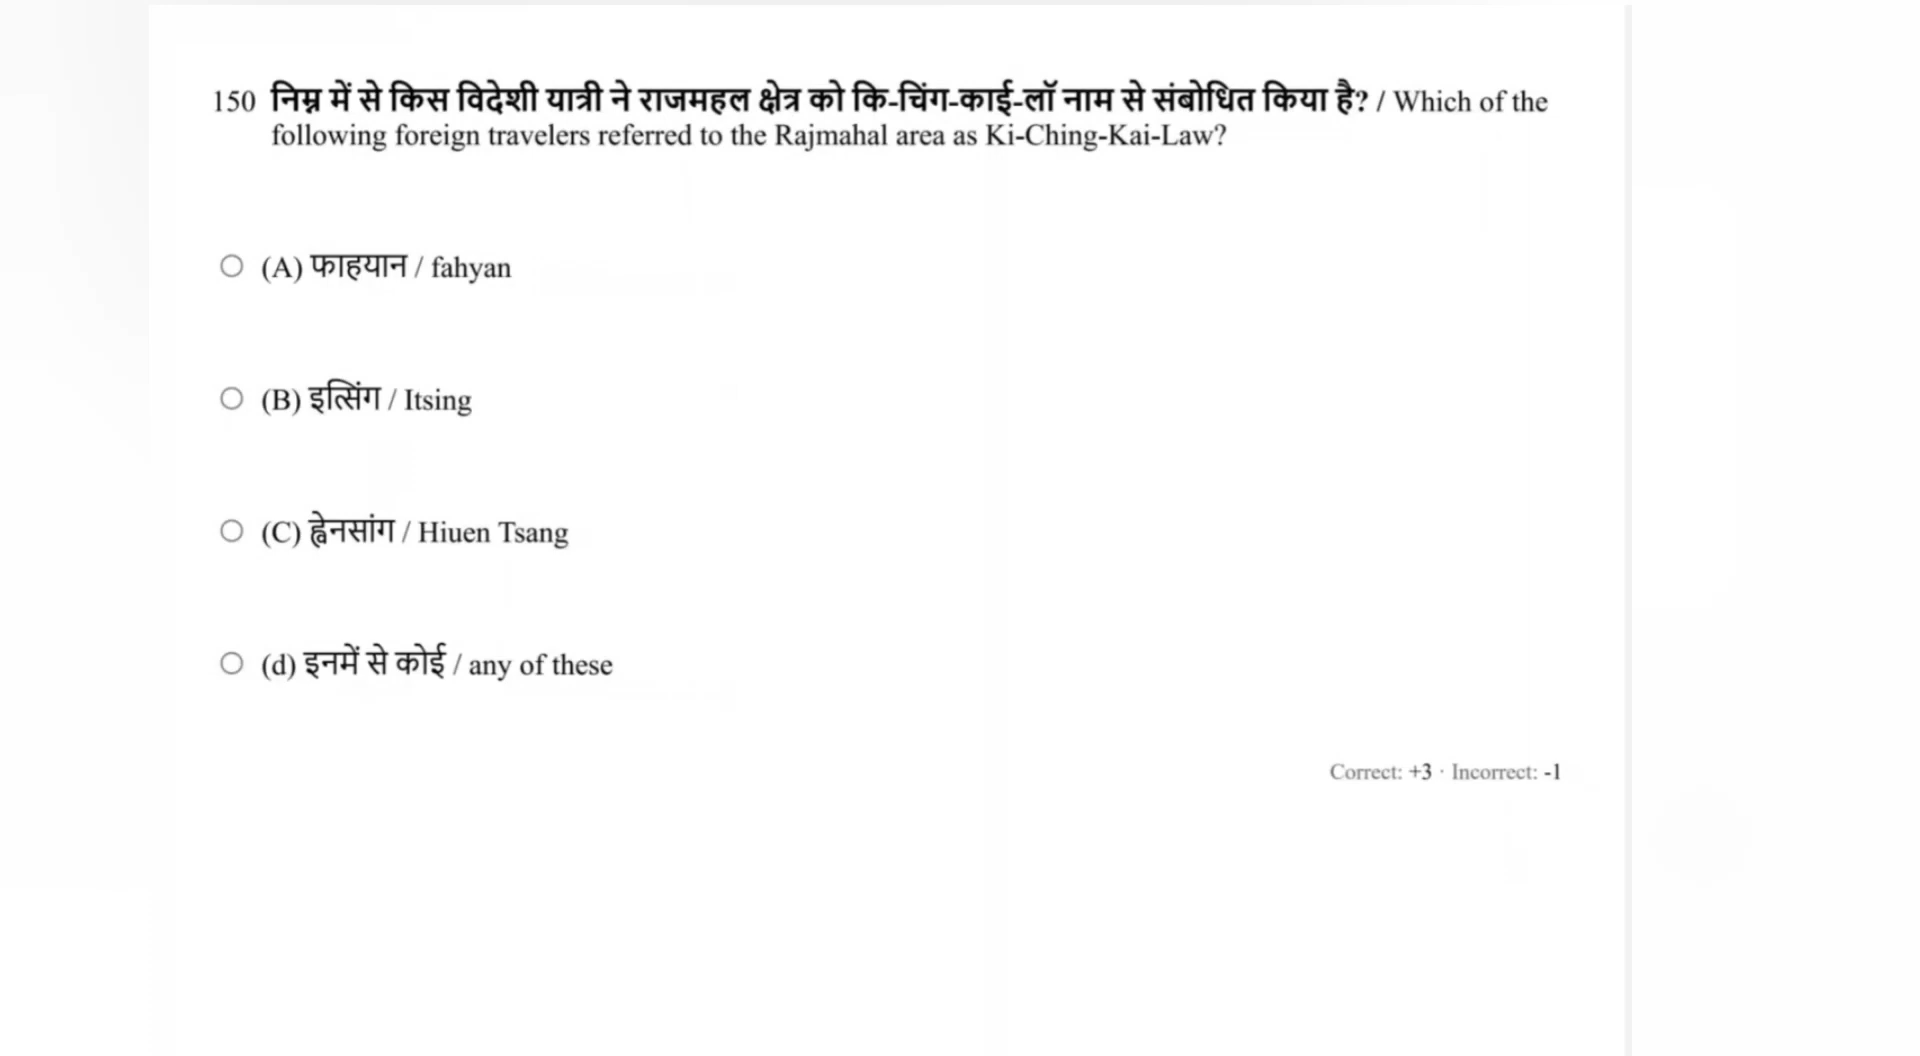 150 निम्न में से किस विदेशी यात्री ने राजमहल क्षेत्र को कि-चिंग-काई-लॉ नाम से संबोधित किया है? / Which of the
following foreign travelers referred to the Rajmahal area as Ki-Ching-Kai-Law?
(A) फाहयान / fahyan
(B) इत्सिंग / Itsing
(C) ह्वेनसांग / Hiuen Tsang
(d) इनमें से कोई / any of these
Correct: +3 · Incorrect: -1